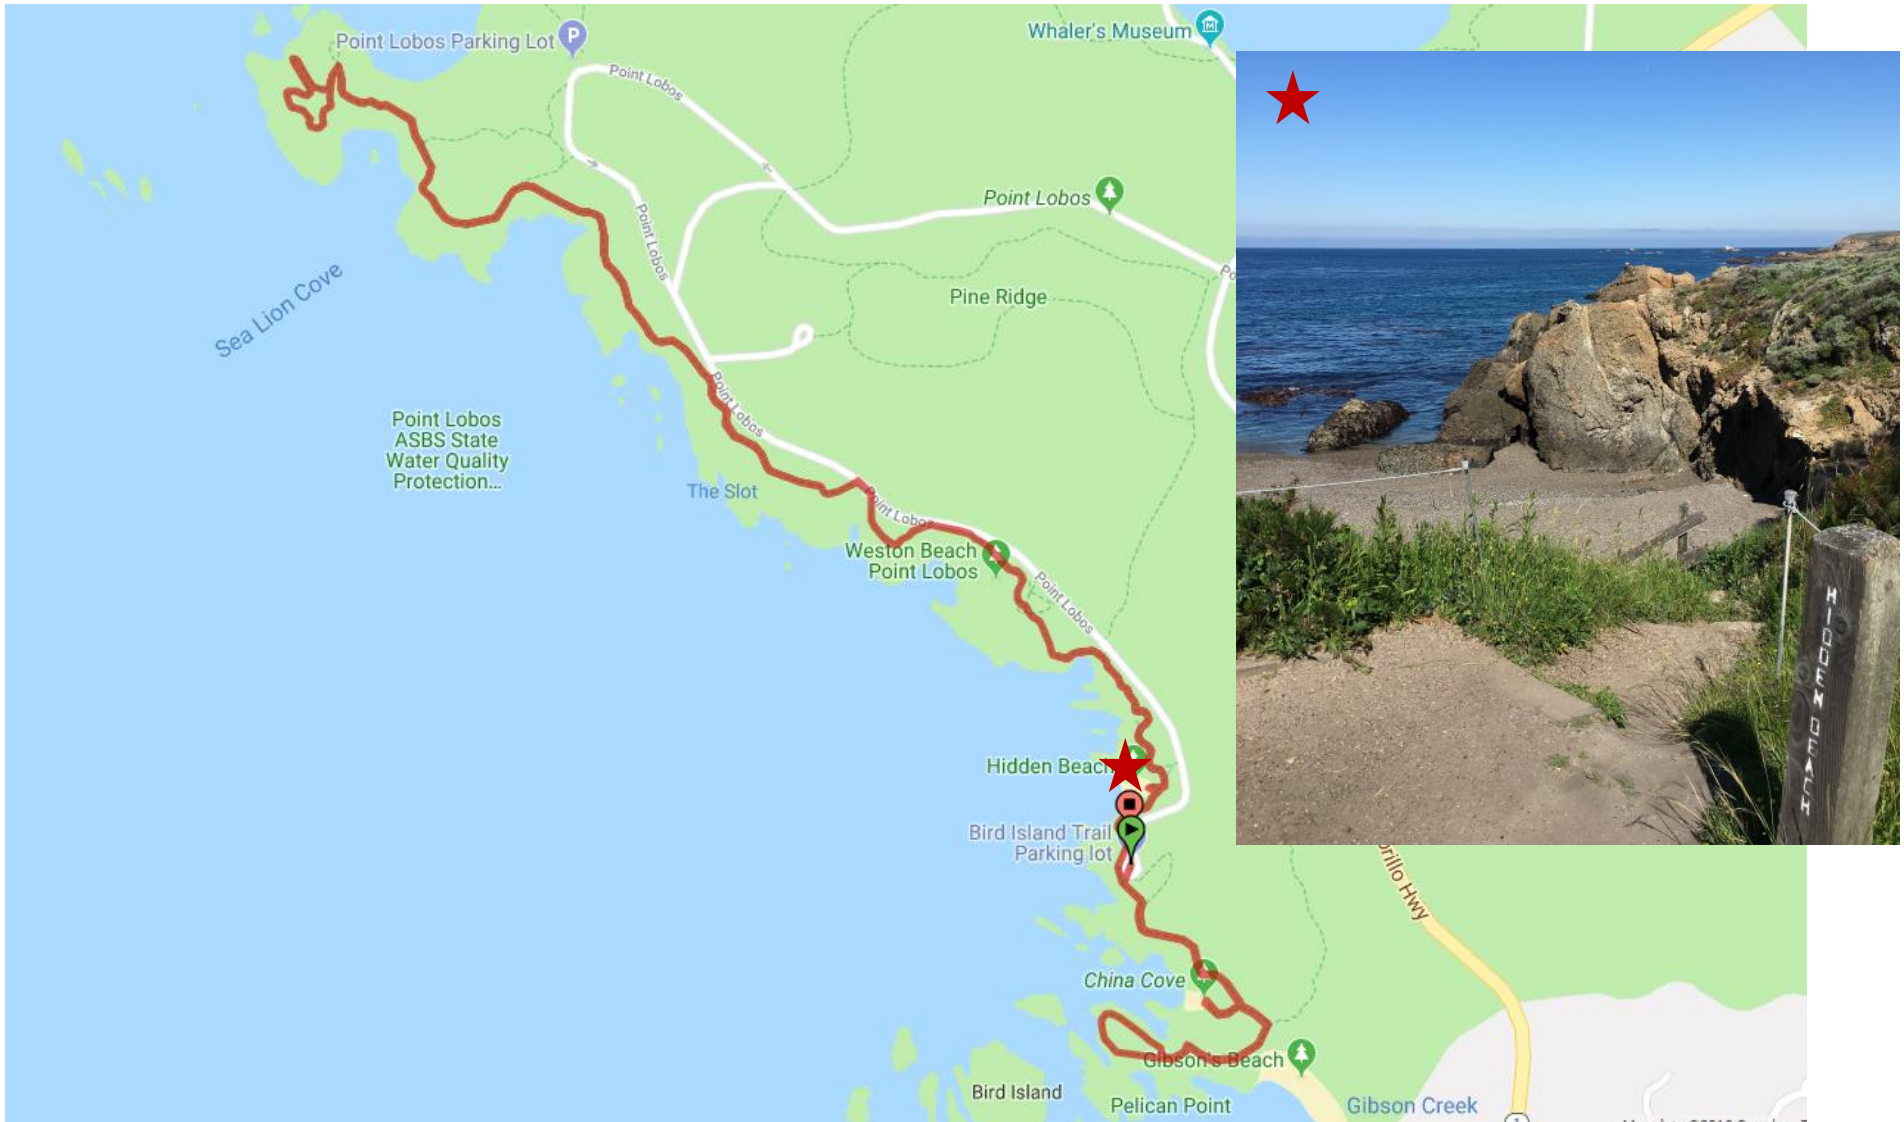 Point Lobos Parking Lot
Whaler's Museum
Point Lobos
Point Lobos
Point Lobos
Pine Ridge
Sea Lion Cove
Point Lobos
ASBS State
Water Quality
Protection...
Point Lobos
The Slot
Point Lobos
Weston Beach
Point Lobos
Point Lobos
Hidden Beach
Bird Island Trail
Parking lot
China Cove
Gibson's Beach
Bird Island
Pelican Point
Gibson Creek
Hwy
1
HIDDEN BEACH